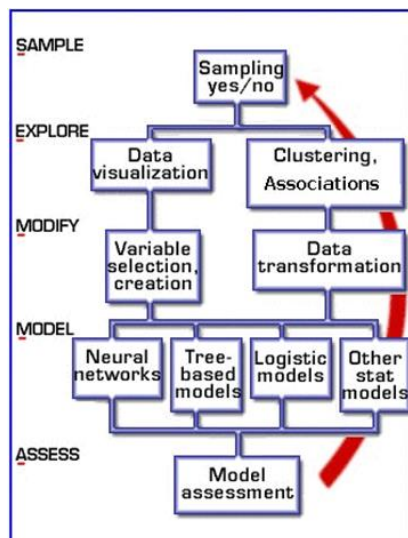 SAMPLE
Sampling
yes/no
EXPLORE
Data
visualization
Clustering,
Associations
MODIFY
Variable
selection,
creation
Data
transformation
MODEL
Neural
networks
Tree-
based
models
Logistic
models
Other
stat
models
ASSESS
Model
assessment